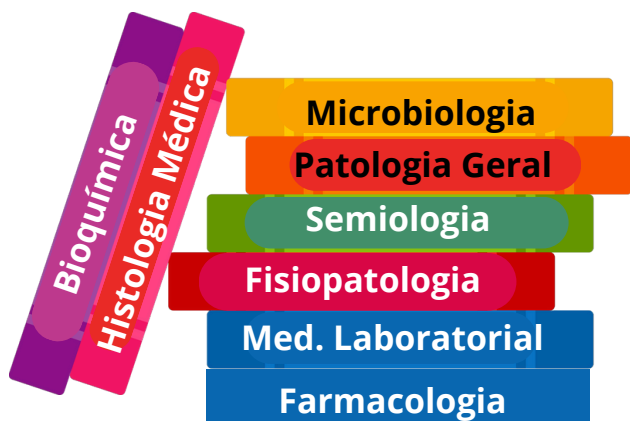 Bioquímica
Histologia Médica
Microbiologia
Patologia Geral
Semiologia
Fisiopatologia
Med. Laboratorial
Farmacologia